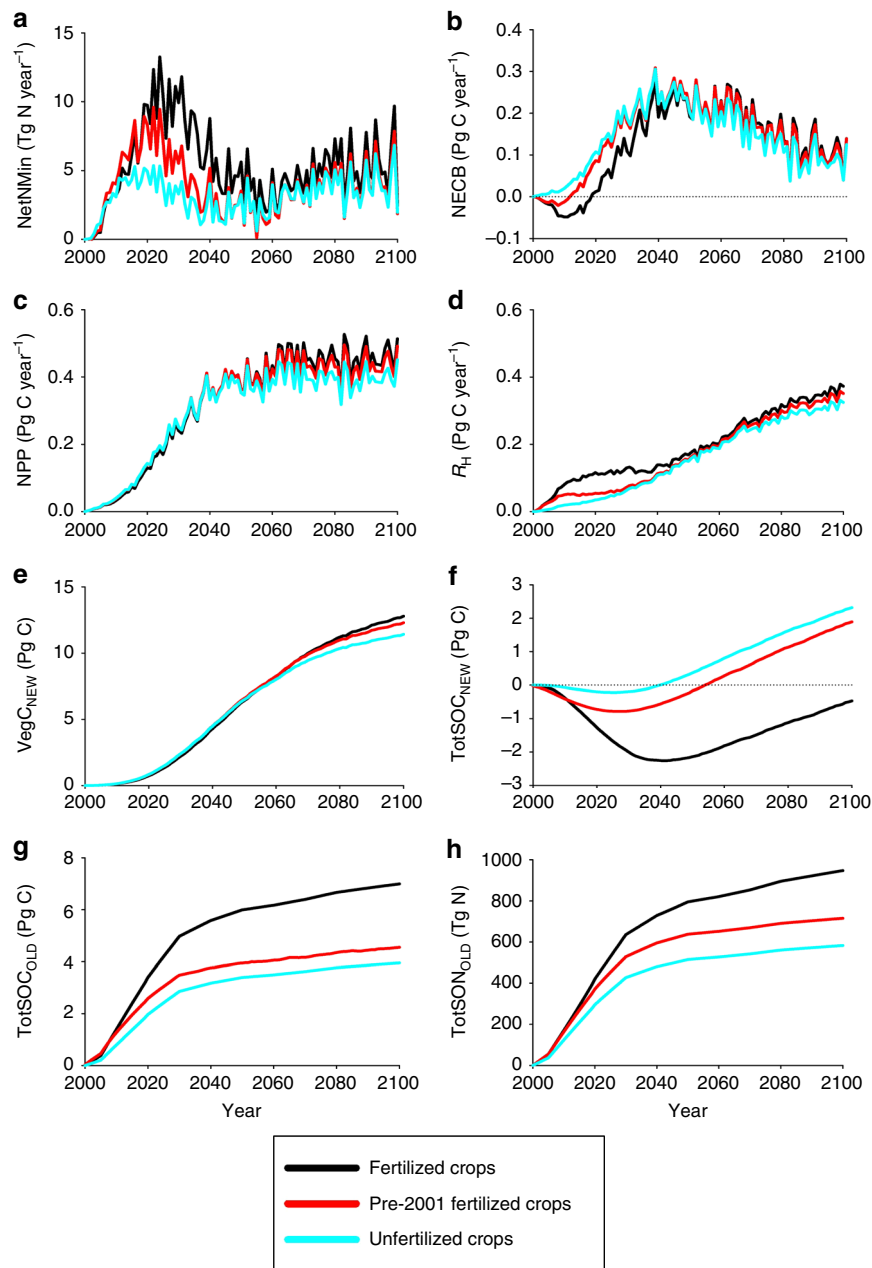 a
NetNMin (Tg N year⁻¹)
15
10
5
0
2000 2020 2040 2060 2080 2100
b
NECB (Pg C year⁻¹)
0.4
0.3
0.2
0.1
0.0
−0.1
2000 2020 2040 2060 2080 2100
c
NPP (Pg C year⁻¹)
0.6
0.4
0.2
0.0
2000 2020 2040 2060 2080 2100
d
R_H (Pg C year⁻¹)
0.6
0.4
0.2
0.0
2000 2020 2040 2060 2080 2100
e
VegC_NEW (Pg C)
15
10
5
0
2000 2020 2040 2060 2080 2100
f
TotSOC_NEW (Pg C)
3
2
1
0
−1
−2
−3
2000 2020 2040 2060 2080 2100
g
TotSOC_OLD (Pg C)
8
6
4
2
0
2000 2020 2040 2060 2080 2100
Year
h
TotSON_OLD (Tg N)
1000
800
600
400
200
0
2000 2020 2040 2060 2080 2100
Year
Fertilized crops
Pre-2001 fertilized crops
Unfertilized crops